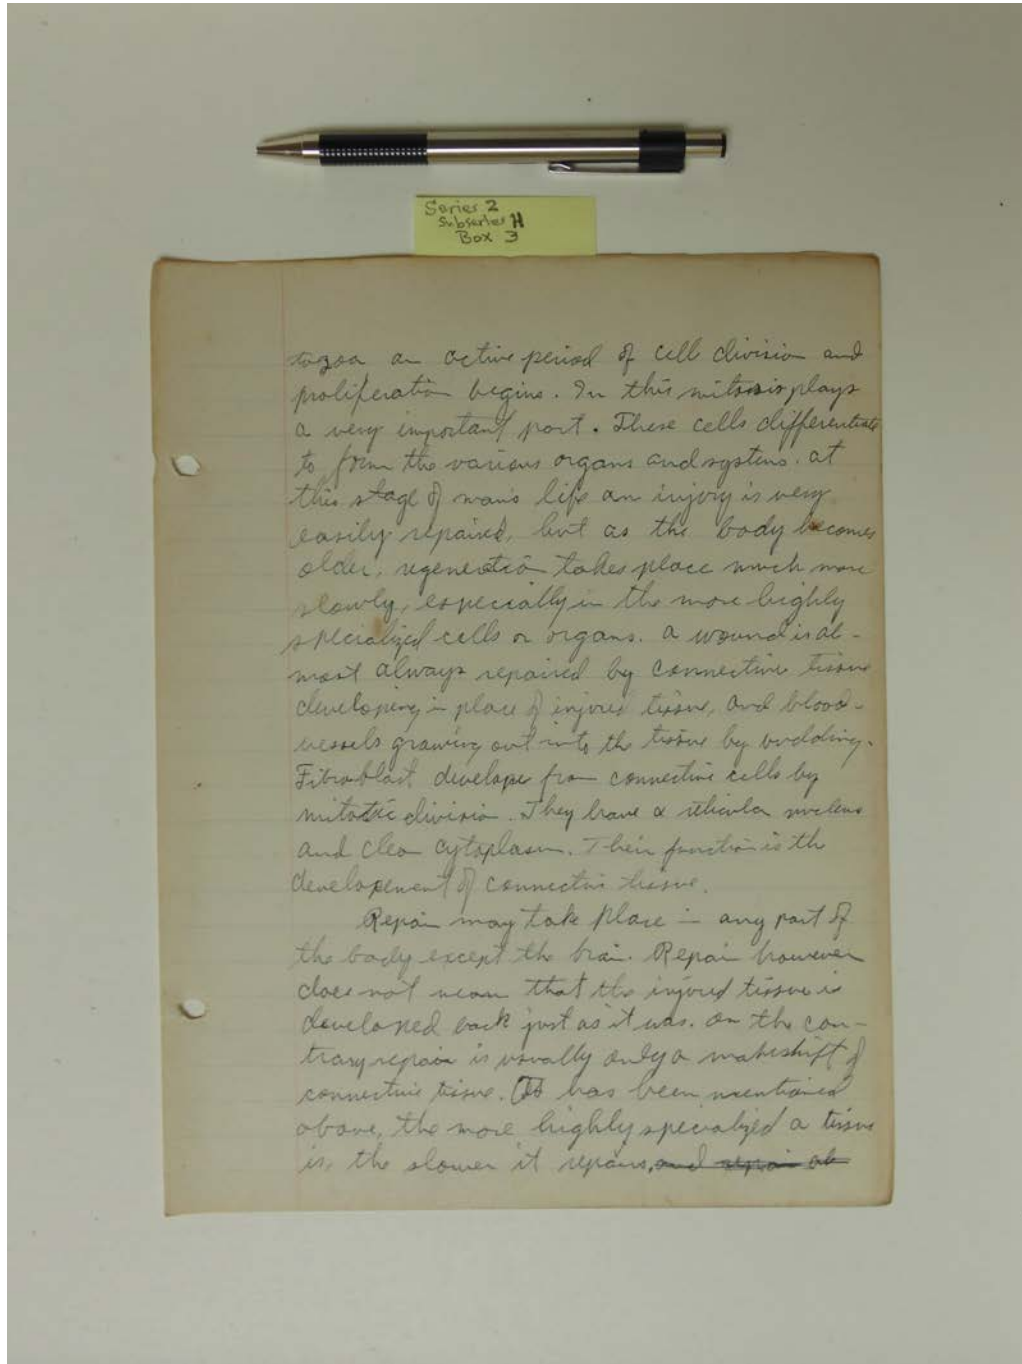 Series 2
Subseries H
Box 3
tozoa an active period of cell division and
proliferation begins. In this mitosis plays
a very important part. These cells differentiate
to form the various organs and systems. at
this stage of man's life an injury is very
easily repaired, but as the body becomes
older, regeneration takes place much more
slowly, especially in the more highly
specialized cells or organs. a wound is al-
most always repaired by connective tissue
developing in place of injured tissue, and blood-
vessels growing out into the tissue by budding.
Fibroblast develope from connective cells by
mitotic division. They have a reticular nucleus
and clear cytoplasm. Their function is the
developement of connective tissue.
Repair may take place in any part of
the body except the brain. Repair however
does not mean that the injured tissue is
developed back just as it was. on the con-
trary repair is usually only a makeshift of
connective tissue. As has been mentioned
above, the more highly specialized a tissue
is, the slower it repairs, and repair al